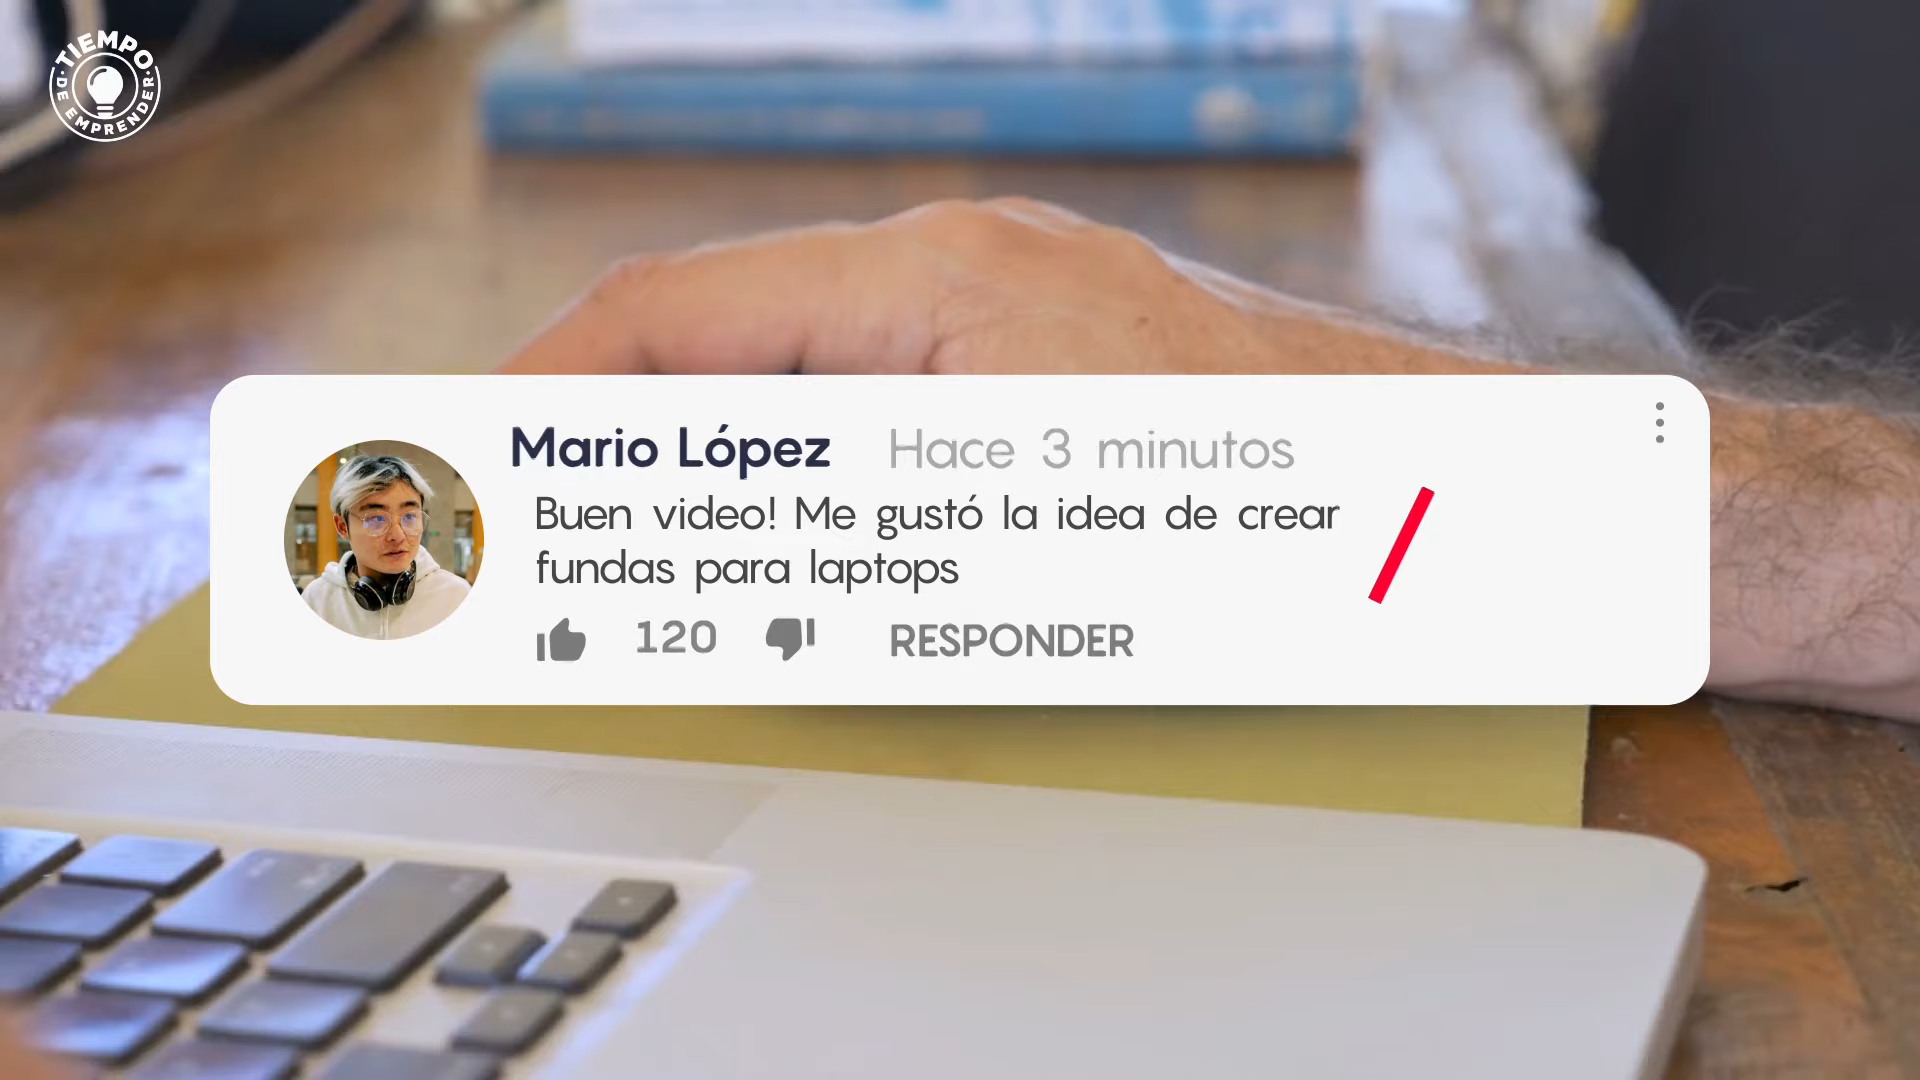 TIEMPO
DE EMPRENDER
Mario López Hace 3 minutos
Buen video! Me gustó la idea de crear
fundas para laptops
120 RESPONDER